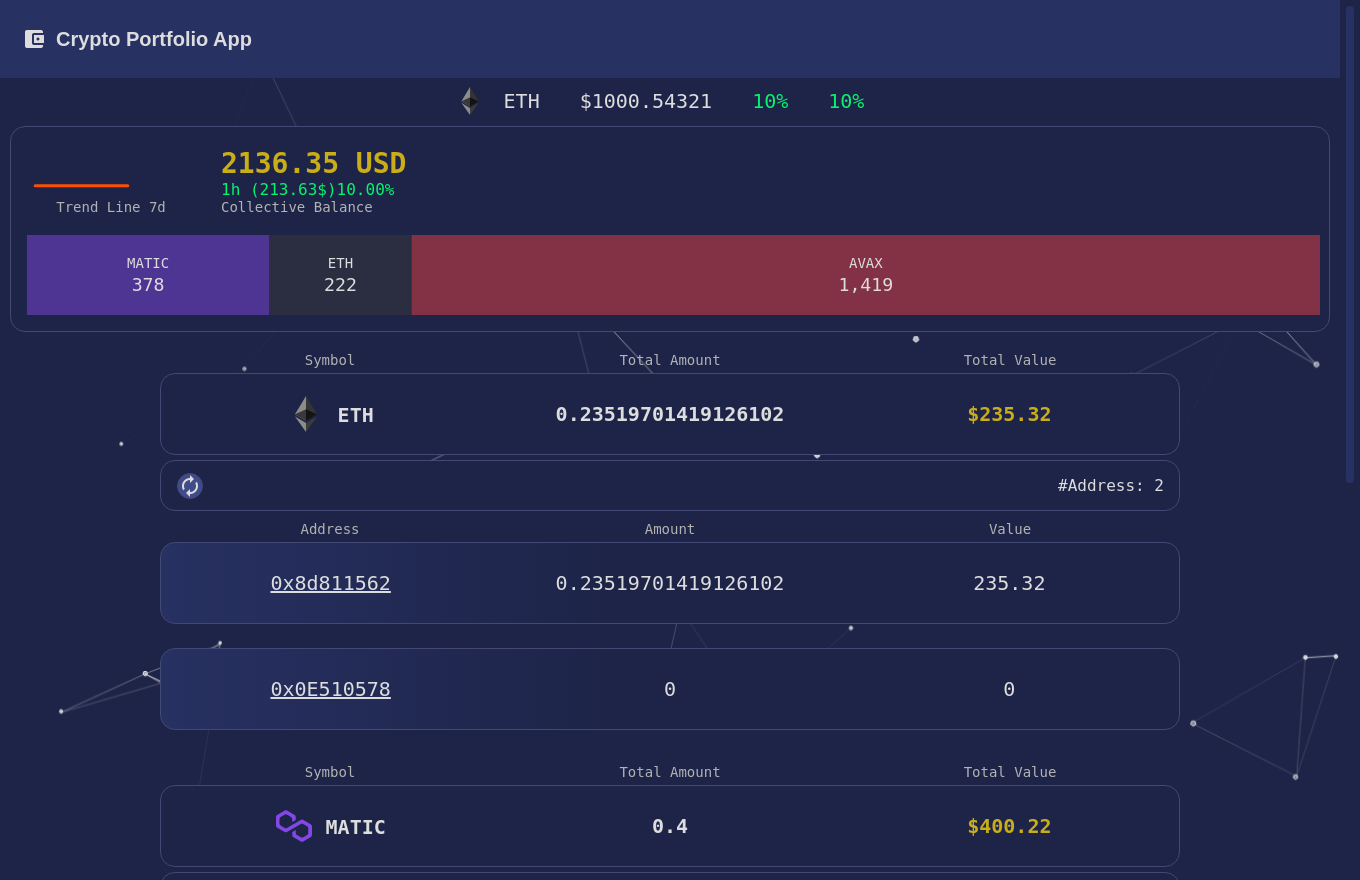 Crypto Portfolio App
ETH $1000.54321 10% 10%
2136.35 USD
1h (213.63$)10.00%
Trend Line 7d Collective Balance
MATIC ETH AVAX
378 222 1,419
Symbol Total Amount Total Value
ETH 0.23519701419126102 $235.32
#Address: 2
Address Amount Value
0x8d811562 0.23519701419126102 235.32
0x0E510578 0 0
Symbol Total Amount Total Value
MATIC 0.4 $400.22